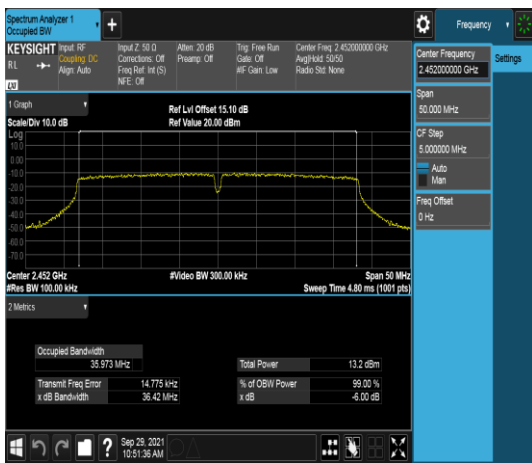 Spectrum Analyzer 1
Occupied BW
Frequency
KEYSIGHT
RL
LXI
Input: RF
Coupling: DC
Align: Auto
Input Z: 50 Ω
Corrections: Off
Freq Ref: Int (S)
NFE: Off
Atten: 20 dB
Preamp: Off
Trig: Free Run
Gate: Off
#IF Gain: Low
Center Freq: 2.452000000 GHz
Avg|Hold: 50/50
Radio Std: None
Center Frequency
2.452000000 GHz
Settings
Span
50.000 MHz
CF Step
5.000000 MHz
Auto
Man
Freq Offset
0 Hz
1 Graph
Scale/Div 10.0 dB
Ref Lvl Offset 15.10 dB
Ref Value 20.00 dBm
Log
10.0
0.00
-10.0
-20.0
-30.0
-40.0
-50.0
-60.0
-70.0
Center 2.452 GHz
#Res BW 100.00 kHz
#Video BW 300.00 kHz
Span 50 MHz
Sweep Time 4.80 ms (1001 pts)
2 Metrics
Occupied Bandwidth
35.973 MHz
Total Power 13.2 dBm
Transmit Freq Error 14.775 kHz
% of OBW Power 99.00 %
x dB Bandwidth 36.42 MHz
x dB -6.00 dB
Sep 29, 2021
10:51:36 AM